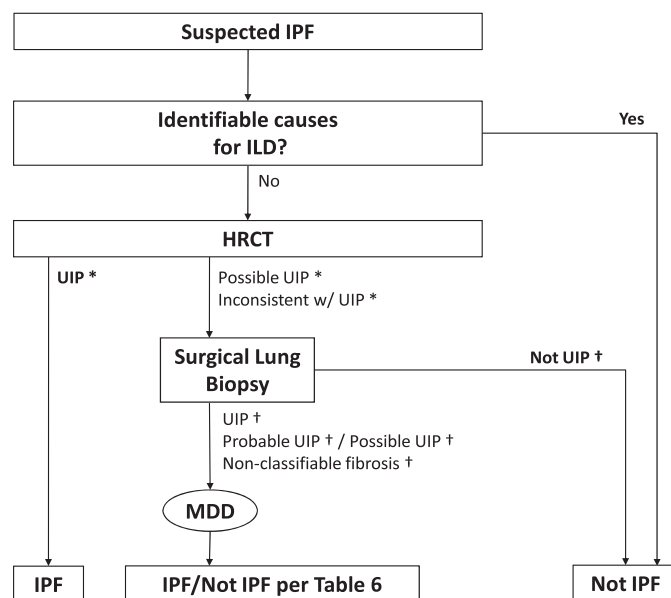 Suspected IPF
Identifiable causes
for ILD?
Yes
No
HRCT
UIP *
Possible UIP *
Inconsistent w/ UIP *
Surgical Lung
Biopsy
Not UIP †
UIP †
Probable UIP † / Possible UIP †
Non-classifiable fibrosis †
MDD
IPF
IPF/Not IPF per Table 6
Not IPF